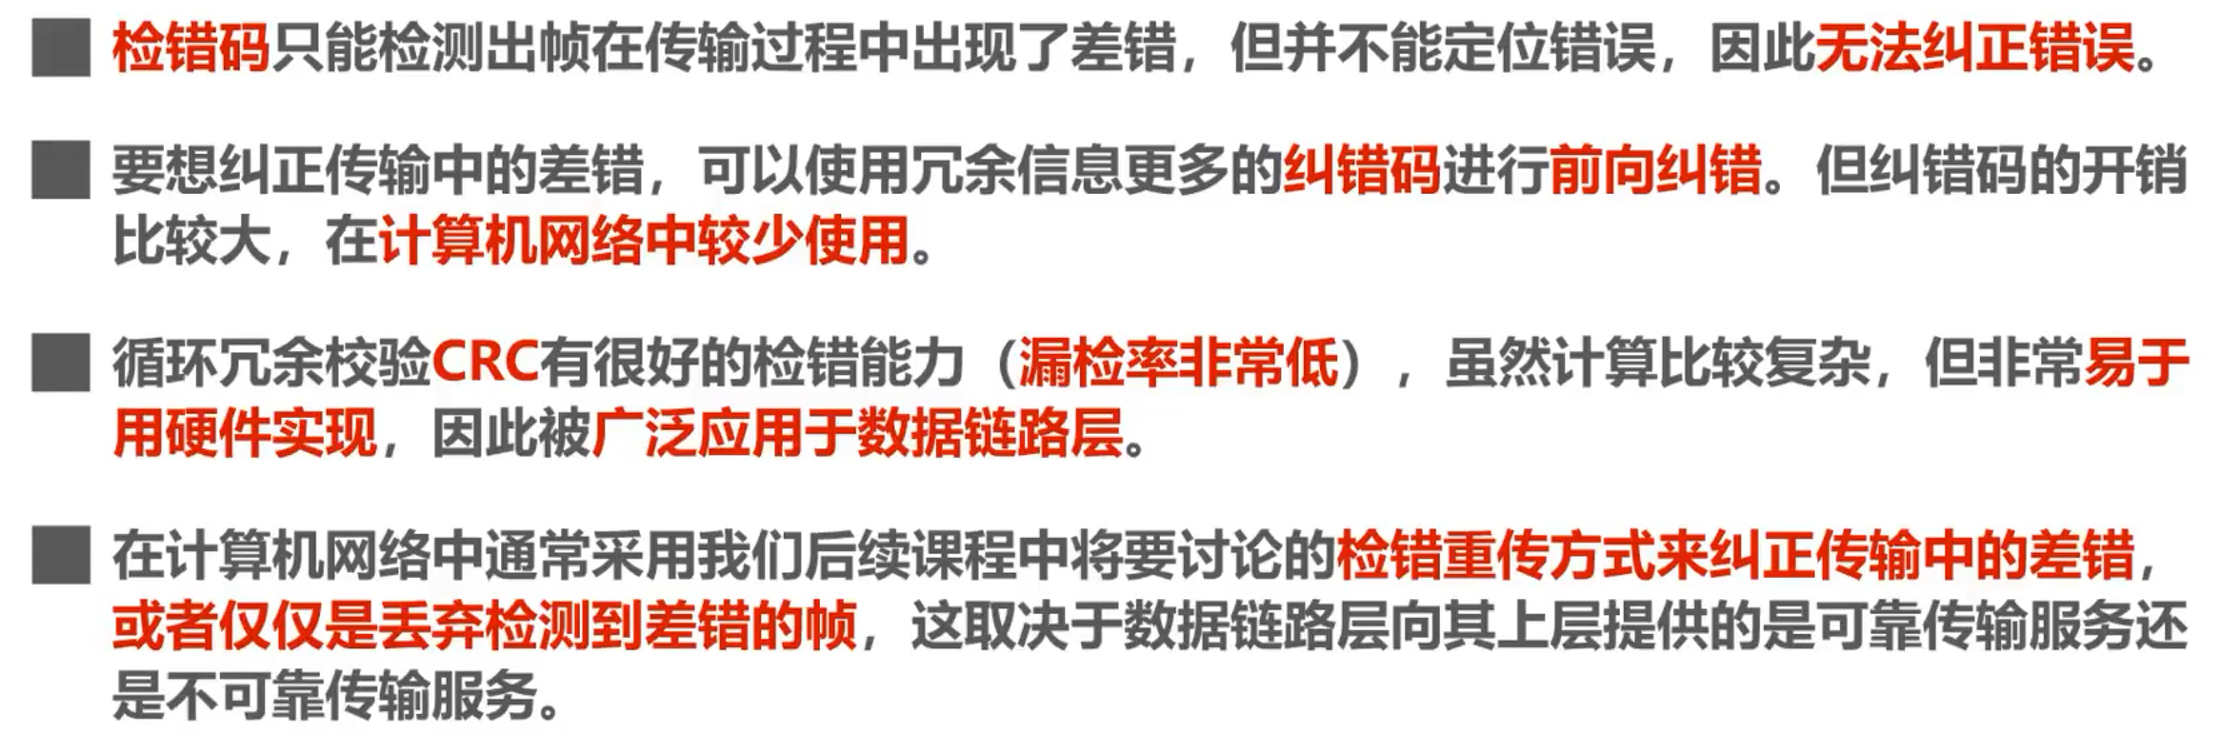 检错码只能检测出帧在传输过程中出现了差错，但并不能定位错误，因此无法纠正错误。
要想纠正传输中的差错，可以使用冗余信息更多的纠错码进行前向纠错。但纠错码的开销
比较大，在计算机网络中较少使用。
循环冗余校验CRC有很好的检错能力（漏检率非常低），虽然计算比较复杂，但非常易于
用硬件实现，因此被广泛应用于数据链路层。
在计算机网络中通常采用我们后续课程中将要讨论的检错重传方式来纠正传输中的差错，
或者仅仅是丢弃检测到差错的帧，这取决于数据链路层向其上层提供的是可靠传输服务还
是不可靠传输服务。